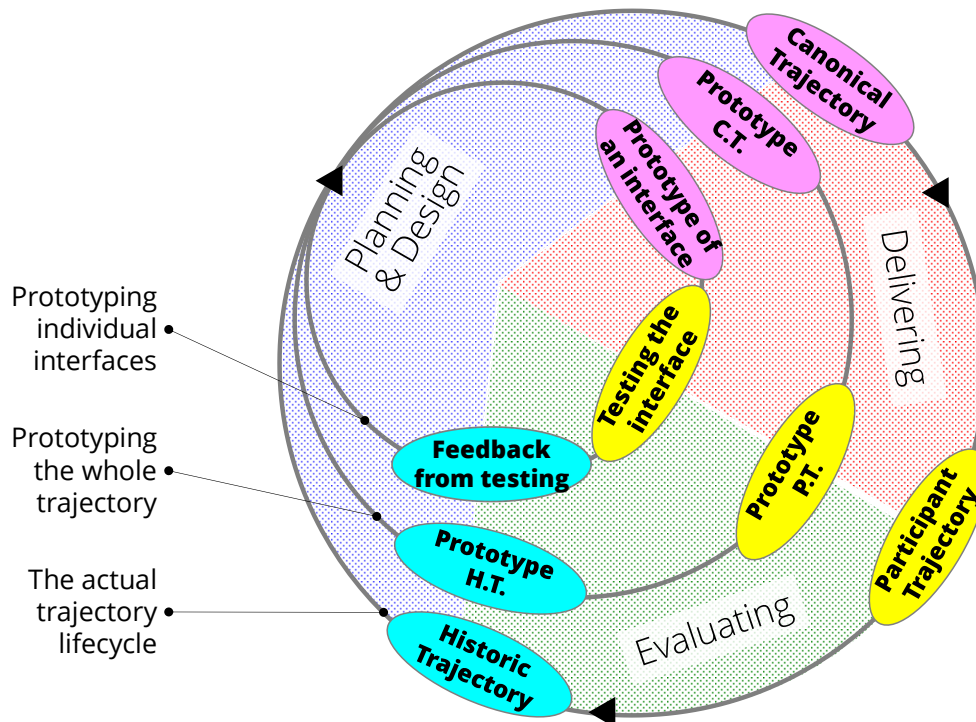 Canonical
Trajectory
Prototype
C.T.
Prototype of
an interface
Planning
& Design
Delivering
Prototyping
individual
interfaces
Testing the
interface
Prototype
P.T.
Participant
Trajectory
Prototyping
the whole
trajectory
Feedback
from testing
Prototype
H.T.
The actual
trajectory
lifecycle
Evaluating
Historic
Trajectory